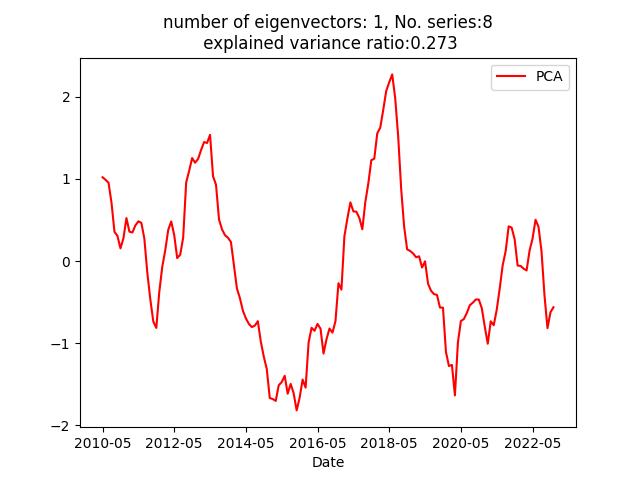 number of eigenvectors: 1, No. series:8
explained variance ratio:0.273
PCA
2
1
0
−1
−2
2010-05 2012-05 2014-05 2016-05 2018-05 2020-05 2022-05
Date